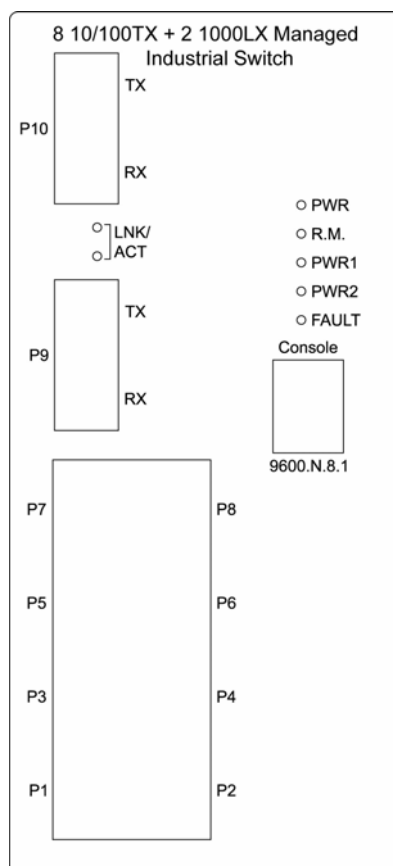 8 10/100TX + 2 1000LX Managed
Industrial Switch
TX
P10
RX
LNK/
ACT
PWR
R.M.
PWR1
PWR2
FAULT
TX
P9
RX
Console
9600.N.8.1
P7 P8
P5 P6
P3 P4
P1 P2